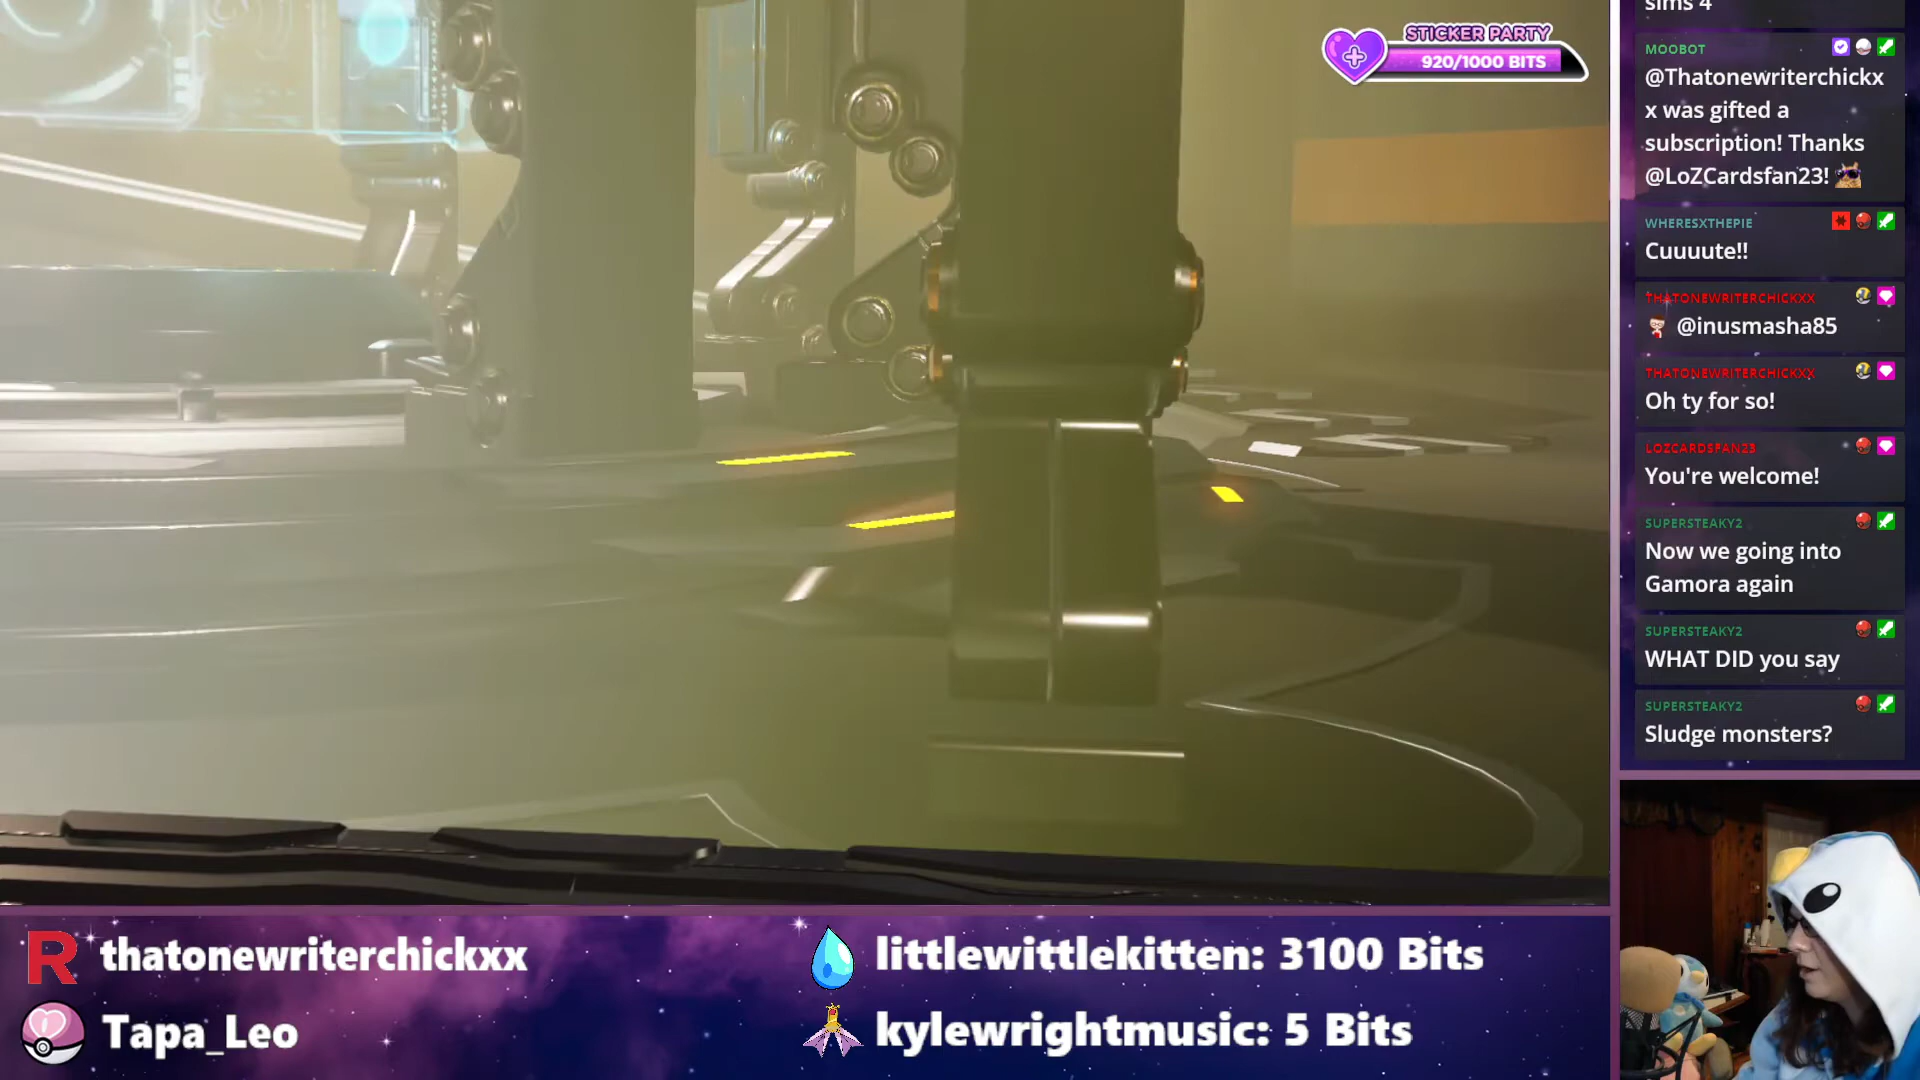 STICKER PARTY
920/1000 BITS
sims 4
MOOBOT
@Thatonewriterchickx
x was gifted a
subscription! Thanks
@LoZCardsfan23!
WHERESXTHEPIE
Cuuuute!!
THATONEWRITERCHICKXX
@inusmasha85
THATONEWRITERCHICKXX
Oh ty for so!
LOZCARDSFAN23
You're welcome!
SUPERSTEAKY2
Now we going into
Gamora again
SUPERSTEAKY2
WHAT DID you say
SUPERSTEAKY2
Sludge monsters?
R thatonewriterchickxx
littlewittlekitten: 3100 Bits
Tapa_Leo
kylewrightmusic: 5 Bits